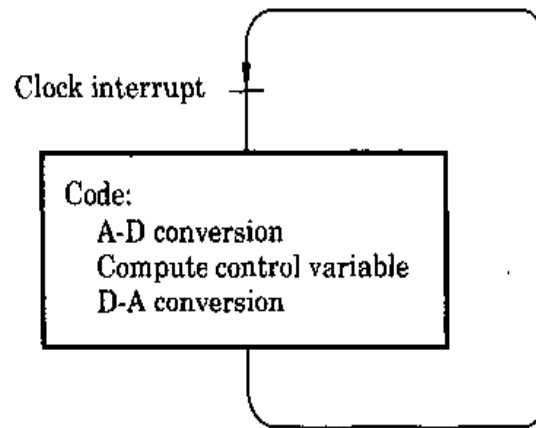 Clock interrupt
Code:
A-D conversion
Compute control variable
D-A conversion